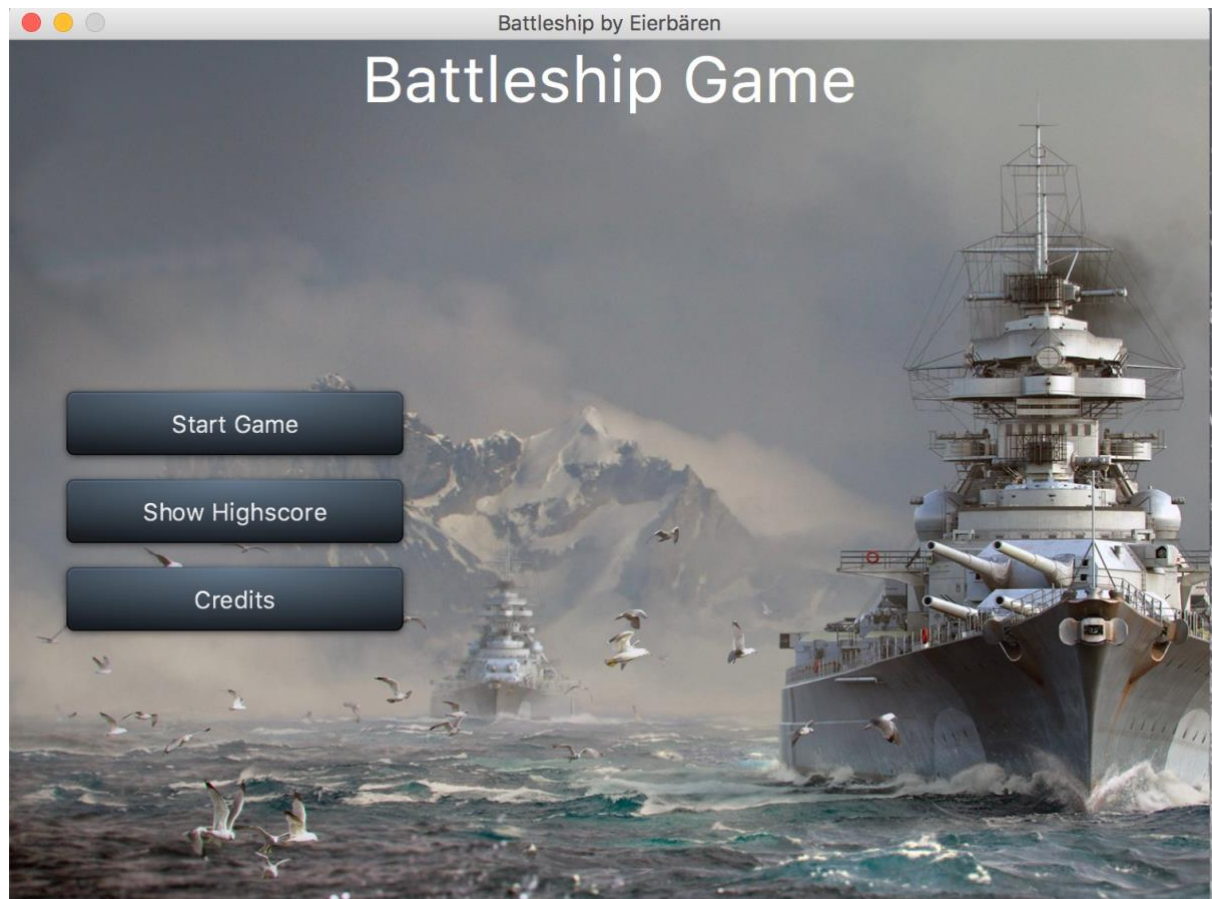 Battleship by Eierbären
Battleship Game
Start Game
Show Highscore
Credits